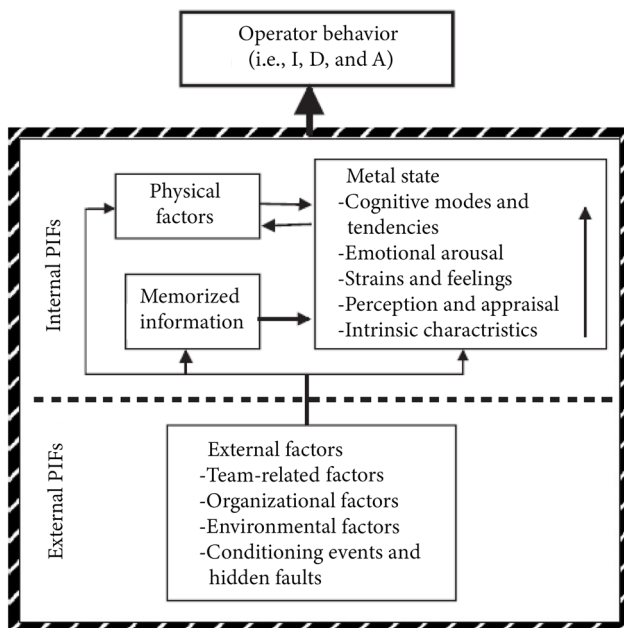 Operator behavior
(i.e., I, D, and A)
Internal PIFs
Physical
factors
Memorized
information
Metal state
-Cognitive modes and
tendencies
-Emotional arousal
-Strains and feelings
-Perception and appraisal
-Intrinsic charactristics
External PIFs
External factors
-Team-related factors
-Organizational factors
-Environmental factors
-Conditioning events and
hidden faults